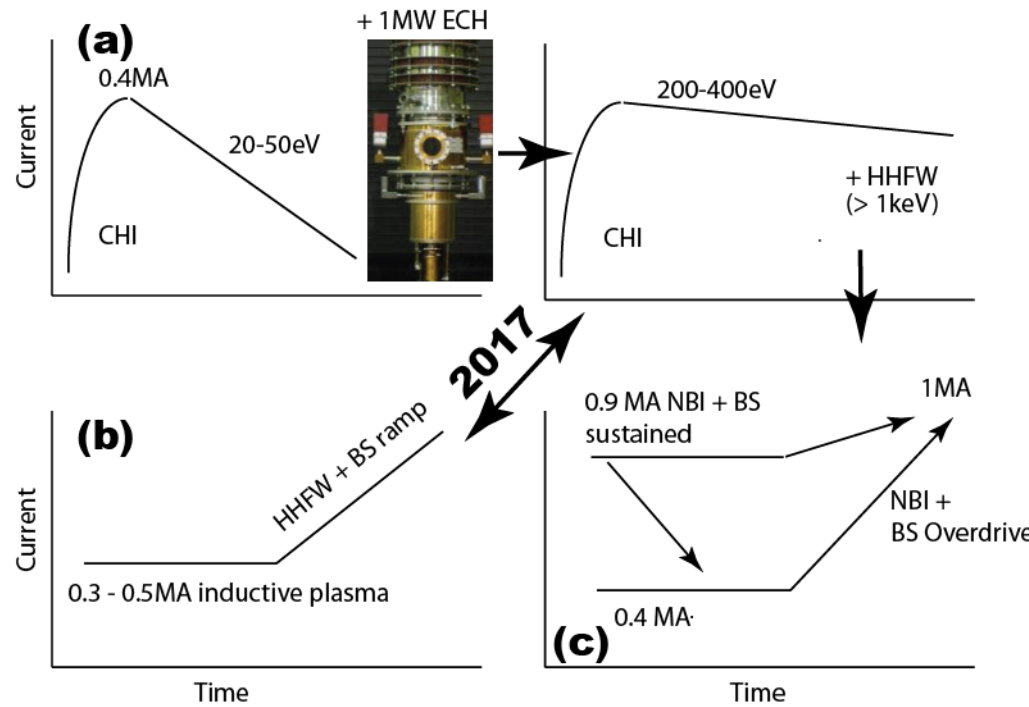 (a)
+ 1MW ECH
0.4MA
20-50eV
CHI
Current
200-400eV
+ HHFW
(> 1keV)
CHI
2017
(b)
HHFW + BS ramp
0.3 - 0.5MA inductive plasma
Current
Time
0.9 MA NBI + BS
sustained
1MA
NBI +
BS Overdrive
0.4 MA
(c)
Time